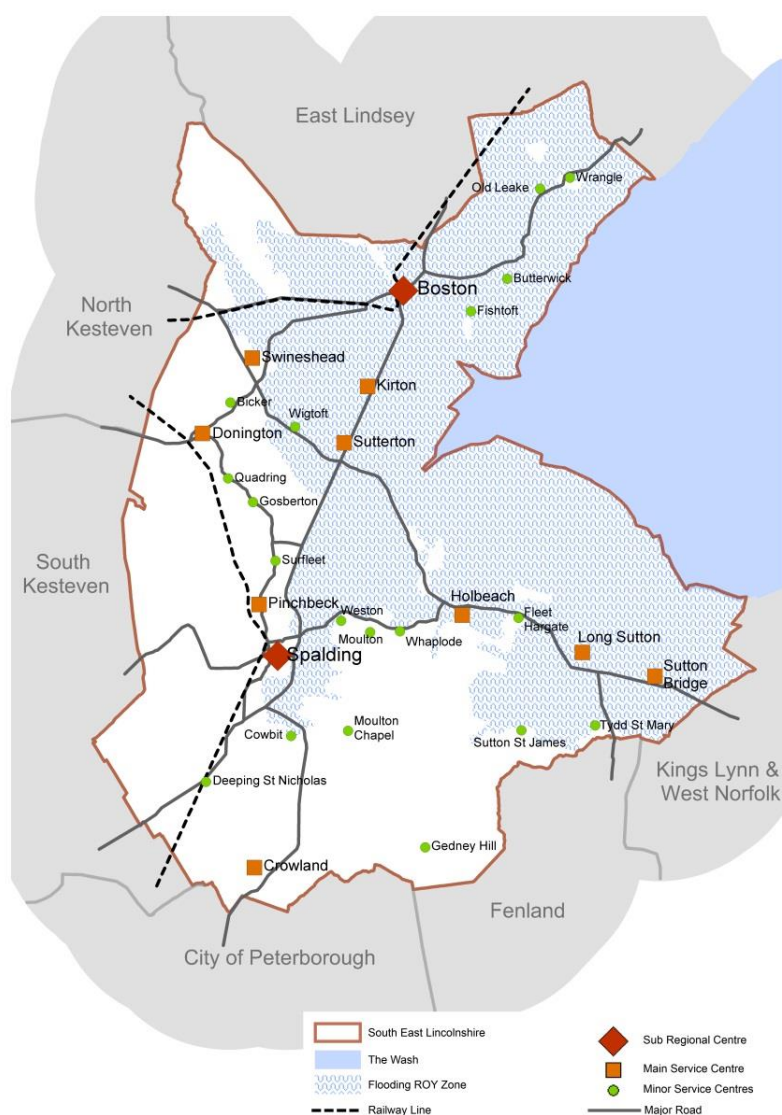 East Lindsey
Old Leake
Wrangle
Butterwick
Boston
Fishtoft
North
Kesteven
Swineshead
Kirton
Bicker
Wigtoft
Donington
Sutterton
Quadring
Gosberton
South
Kesteven
Surfleet
Pinchbeck
Weston
Holbeach
Fleet
Hargate
Moulton
Whaplode
Long Sutton
Spalding
Sutton
Bridge
Cowbit
Moulton
Chapel
Sutton St James
Tydd St Mary
Deeping St Nicholas
Kings Lynn &
West Norfolk
Gedney Hill
Crowland
Fenland
City of Peterborough
South East Lincolnshire
The Wash
Flooding ROY Zone
Railway Line
Sub Regional Centre
Main Service Centre
Minor Service Centres
Major Road